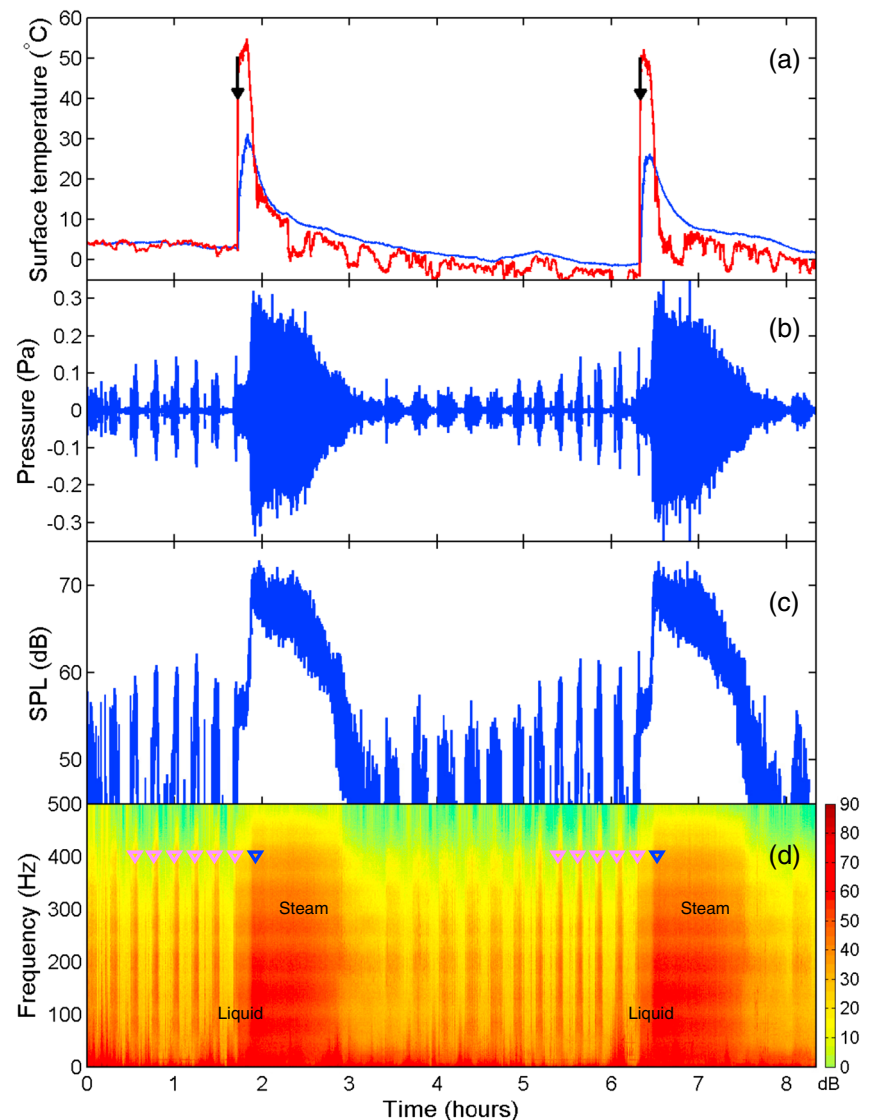 Surface temperature (°C)
60
50
40
30
20
10
0
(a)
Pressure (Pa)
0.3
0.2
0.1
0
-0.1
-0.2
-0.3
(b)
SPL (dB)
70
60
50
(c)
Frequency (Hz)
500
400
300
200
100
0
(d)
Steam
Steam
Liquid
Liquid
90
80
70
60
50
40
30
20
10
0
dB
0 1 2 3 4 5 6 7 8
Time (hours)